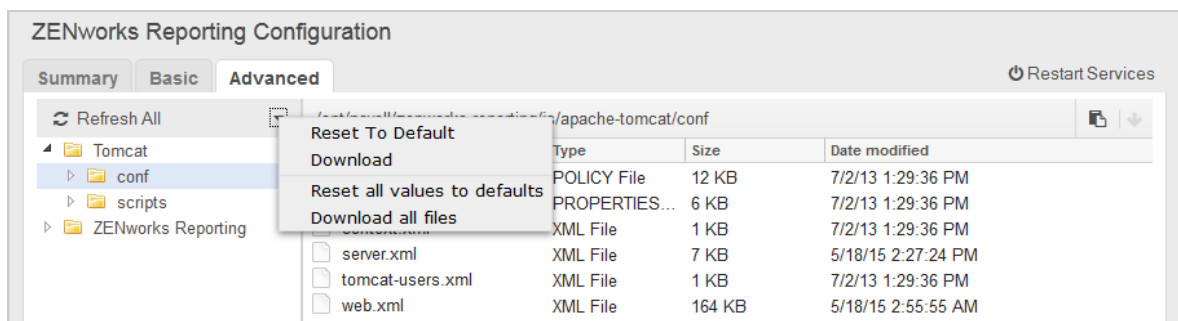 ZENworks Reporting Configuration
Summary Basic Advanced Restart Services
Refresh All /apache-tomcat/conf
Reset To Default
Download
Reset all values to defaults
Download all files
Type Size Date modified
Tomcat
conf
scripts
ZENworks Reporting
POLICY File 12 KB 7/2/13 1:29:36 PM
PROPERTIES... 6 KB 7/2/13 1:29:36 PM
XML File 1 KB 7/2/13 1:29:36 PM
server.xml XML File 7 KB 5/18/15 2:27:24 PM
tomcat-users.xml XML File 1 KB 7/2/13 1:29:36 PM
web.xml XML File 164 KB 5/18/15 2:55:55 AM